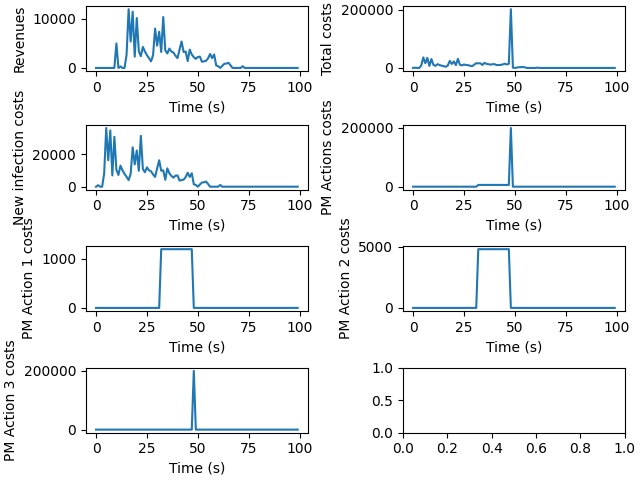 Revenues
10000
0
0 25 50 75 100
Time (s)
Total costs
200000
0
0 25 50 75 100
Time (s)
New infection costs
20000
0
0 25 50 75 100
Time (s)
PM Actions costs
200000
0
0 25 50 75 100
Time (s)
PM Action 1 costs
1000
0
0 25 50 75 100
Time (s)
PM Action 2 costs
5000
0
0 25 50 75 100
Time (s)
PM Action 3 costs
200000
0
0 25 50 75 100
Time (s)
1.0
0.5
0.0
0.0 0.2 0.4 0.6 0.8 1.0